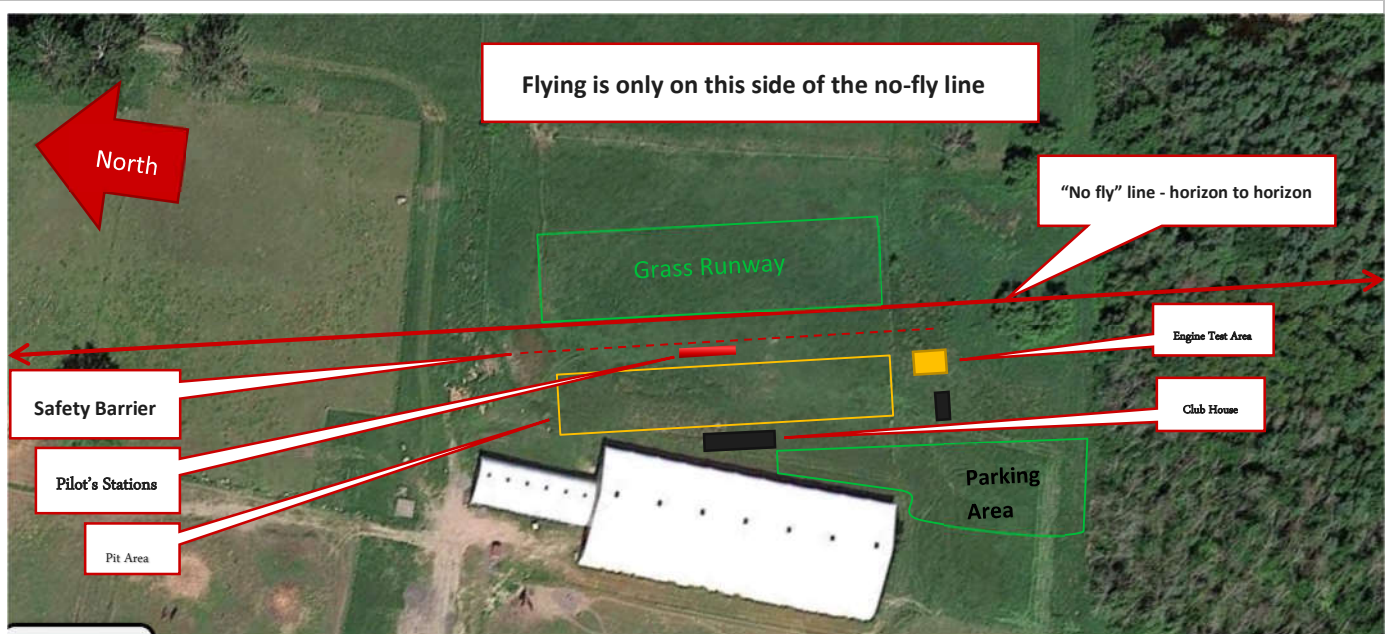 Flying is only on this side of the no-fly line
North
“No fly” line - horizon to horizon
Grass Runway
Engine Test Area
Safety Barrier
Club House
Pilot’s Stations
Parking
Area
Pit Area